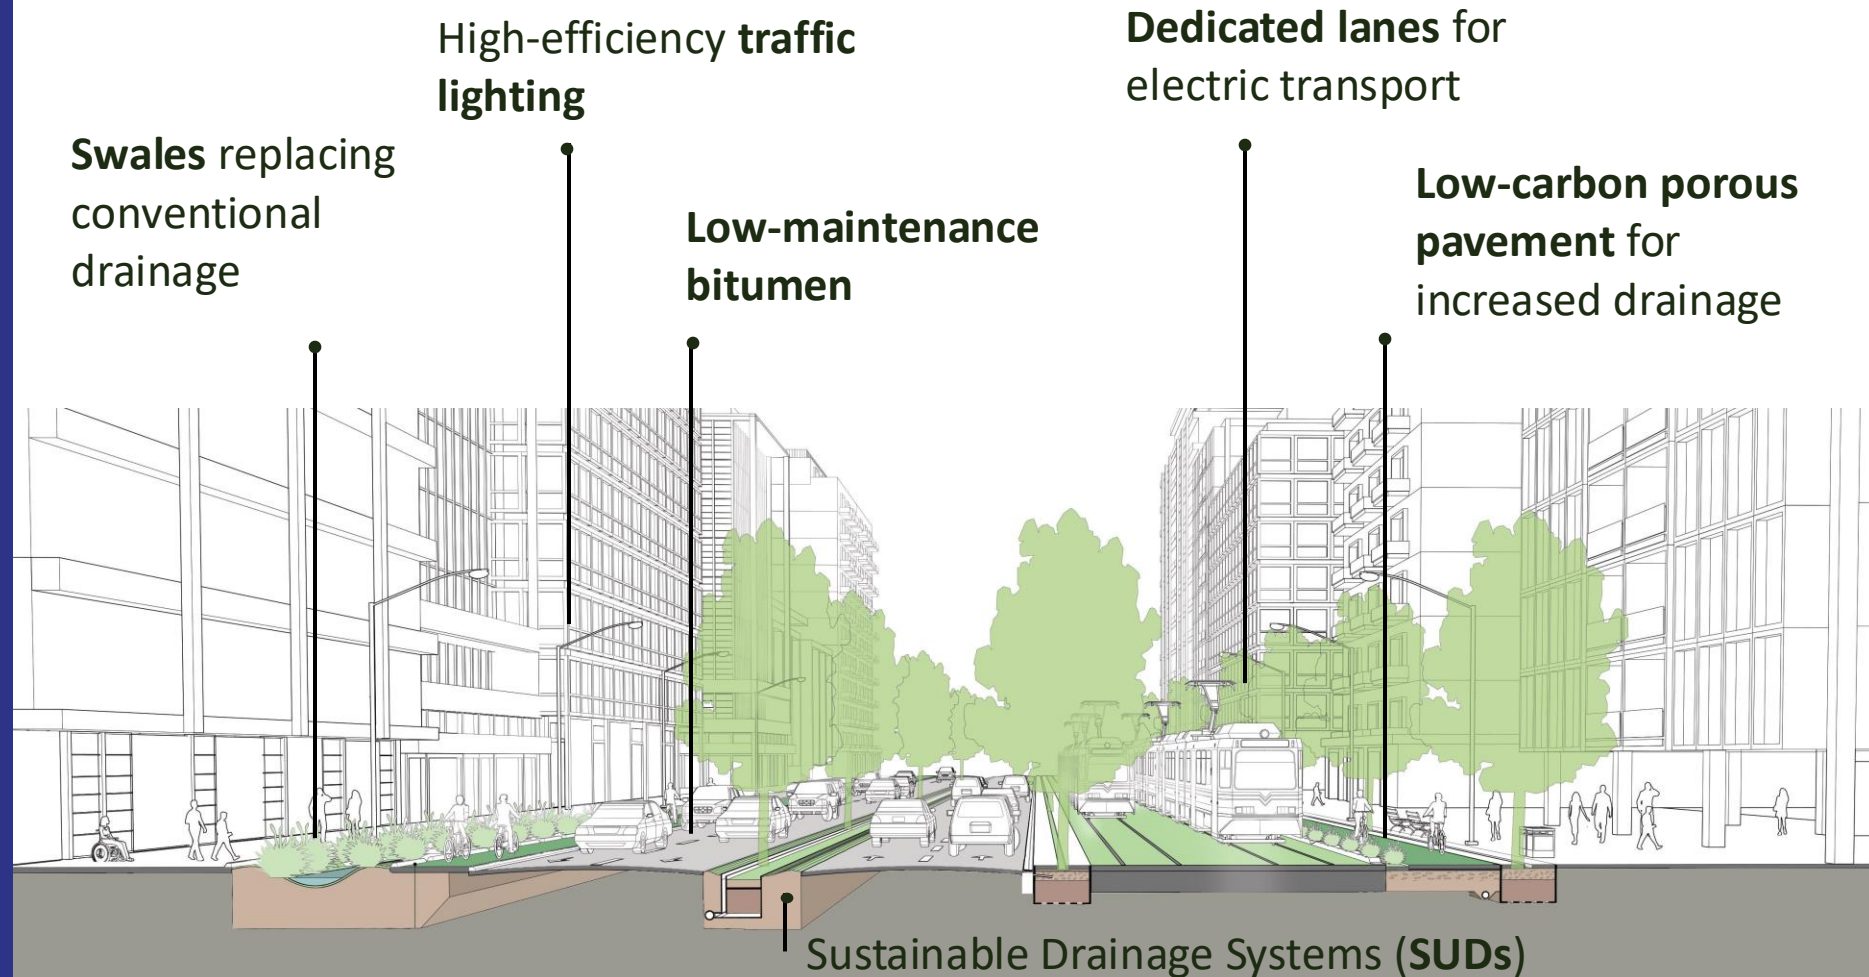 High-efficiency traffic
lighting
Dedicated lanes for
electric transport
Swales replacing
conventional
drainage
Low-maintenance
bitumen
Low-carbon porous
pavement for
increased drainage
Sustainable Drainage Systems (SUDs)